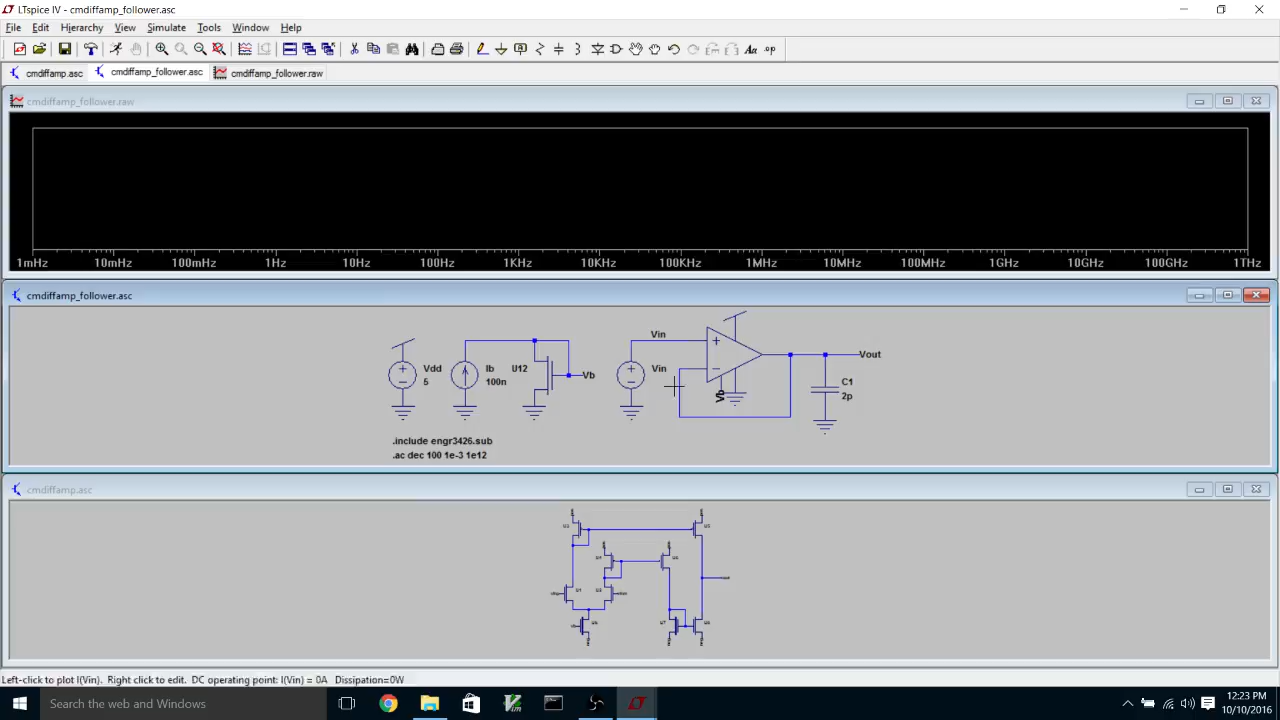 LTspice IV - cmdiffamp_follower.asc
File Edit Hierarchy View Simulate Tools Window Help
cmdiffamp.asc cmdiffamp_follower.asc cmdiffamp_follower.raw
cmdiffamp_follower.raw
1mHz 10mHz 100mHz 1Hz 10Hz 100Hz 1KHz 10KHz 100KHz 1MHz 10MHz 100MHz 1GHz 10GHz 100GHz 1THz
cmdiffamp_follower.asc
Vin
Vout
Vdd Ib U12 Vb Vin
5 100n
C1
2p
Vb
.include engr3426.sub
.ac dec 100 1e-3 1e12
cmdiffamp.asc
Left-click to plot I(Vin). Right click to edit. DC operating point: I(Vin) = 0A Dissipation=0W
Search the web and Windows
12:23 PM
10/10/2016